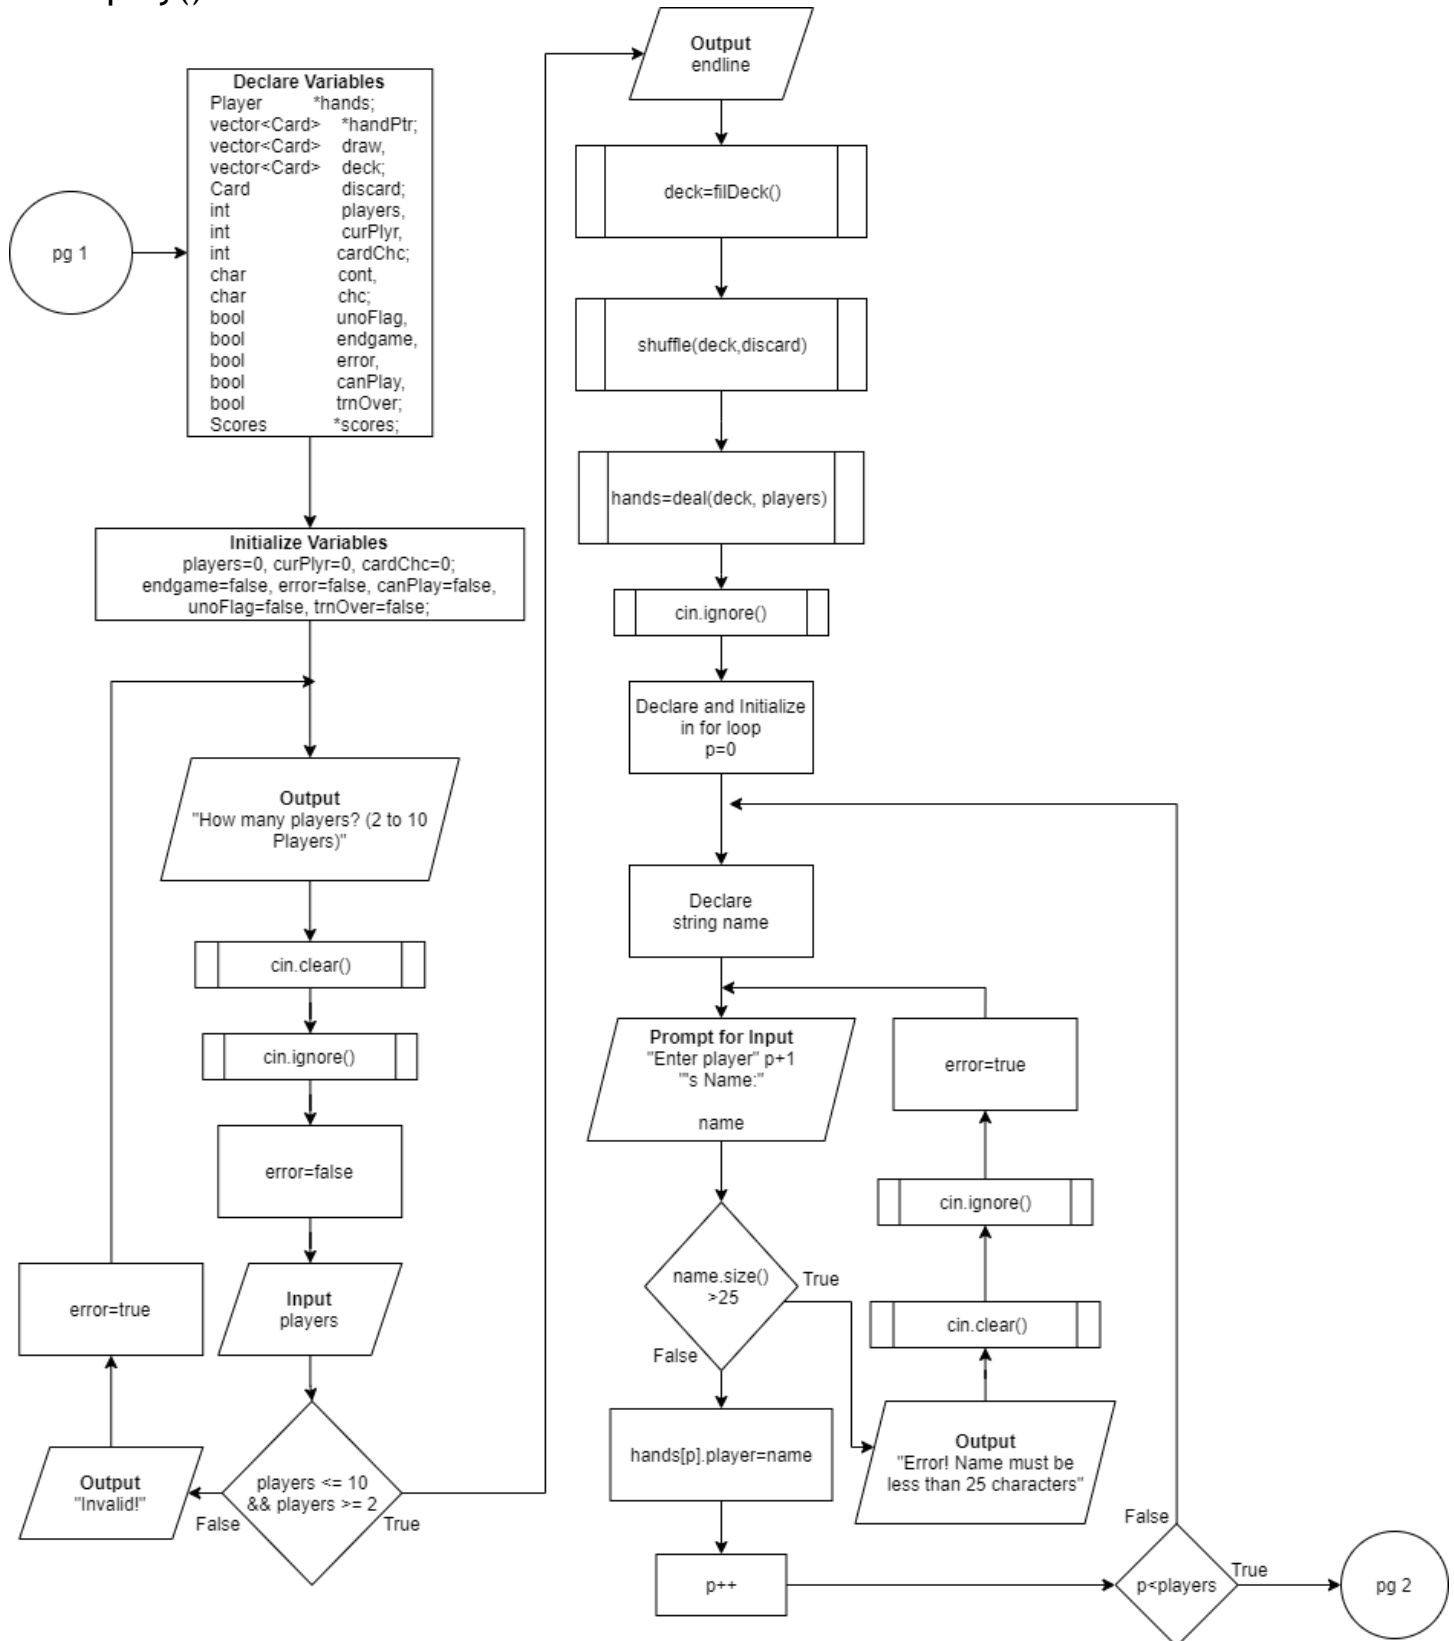 play()
pg 1
Declare Variables
Player *hands;
vector<Card> *handPtr;
vector<Card> draw,
vector<Card> deck;
Card discard;
int players,
int curPlyr,
int cardChc;
char cont,
char chc;
bool unoFlag,
bool endgame,
bool error,
bool canPlay,
bool trnOver;
Scores *scores;
Initialize Variables
players=0, curPlyr=0, cardChc=0;
endgame=false, error=false, canPlay=false,
unoFlag=false, trnOver=false;
Output
"How many players? (2 to 10
Players)"
cin.clear()
cin.ignore()
error=false
Input
players
players <= 10
&& players >= 2
False
True
Output
"Invalid!"
error=true
Output
endline
deck=filDeck()
shuffle(deck,discard)
hands=deal(deck, players)
cin.ignore()
Declare and Initialize
in for loop
p=0
Declare
string name
Prompt for Input
"Enter player" p+1
"'s Name:"
name
name.size()
>25
True
False
Output
"Error! Name must be
less than 25 characters"
cin.clear()
cin.ignore()
error=true
hands[p].player=name
p++
p<players
False
True
pg 2